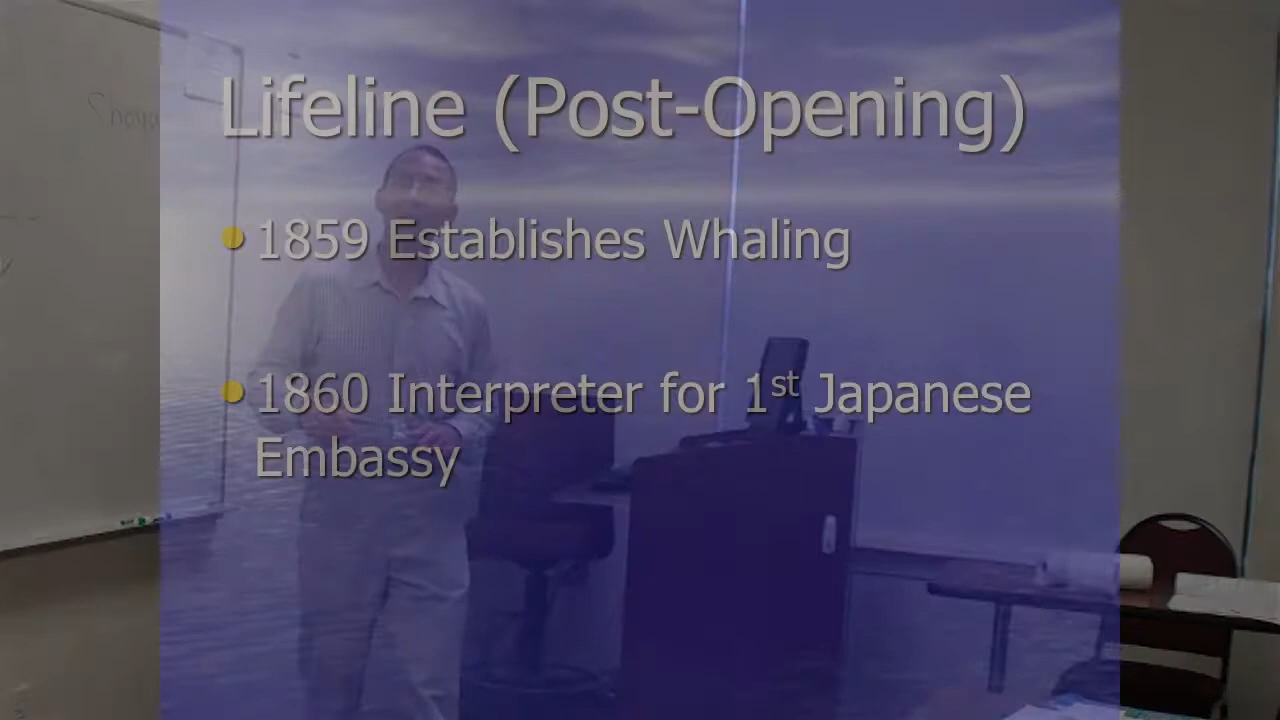 Lifeline (Post-Opening)
1859 Establishes Whaling
1860 Interpreter for 1st Japanese
Embassy